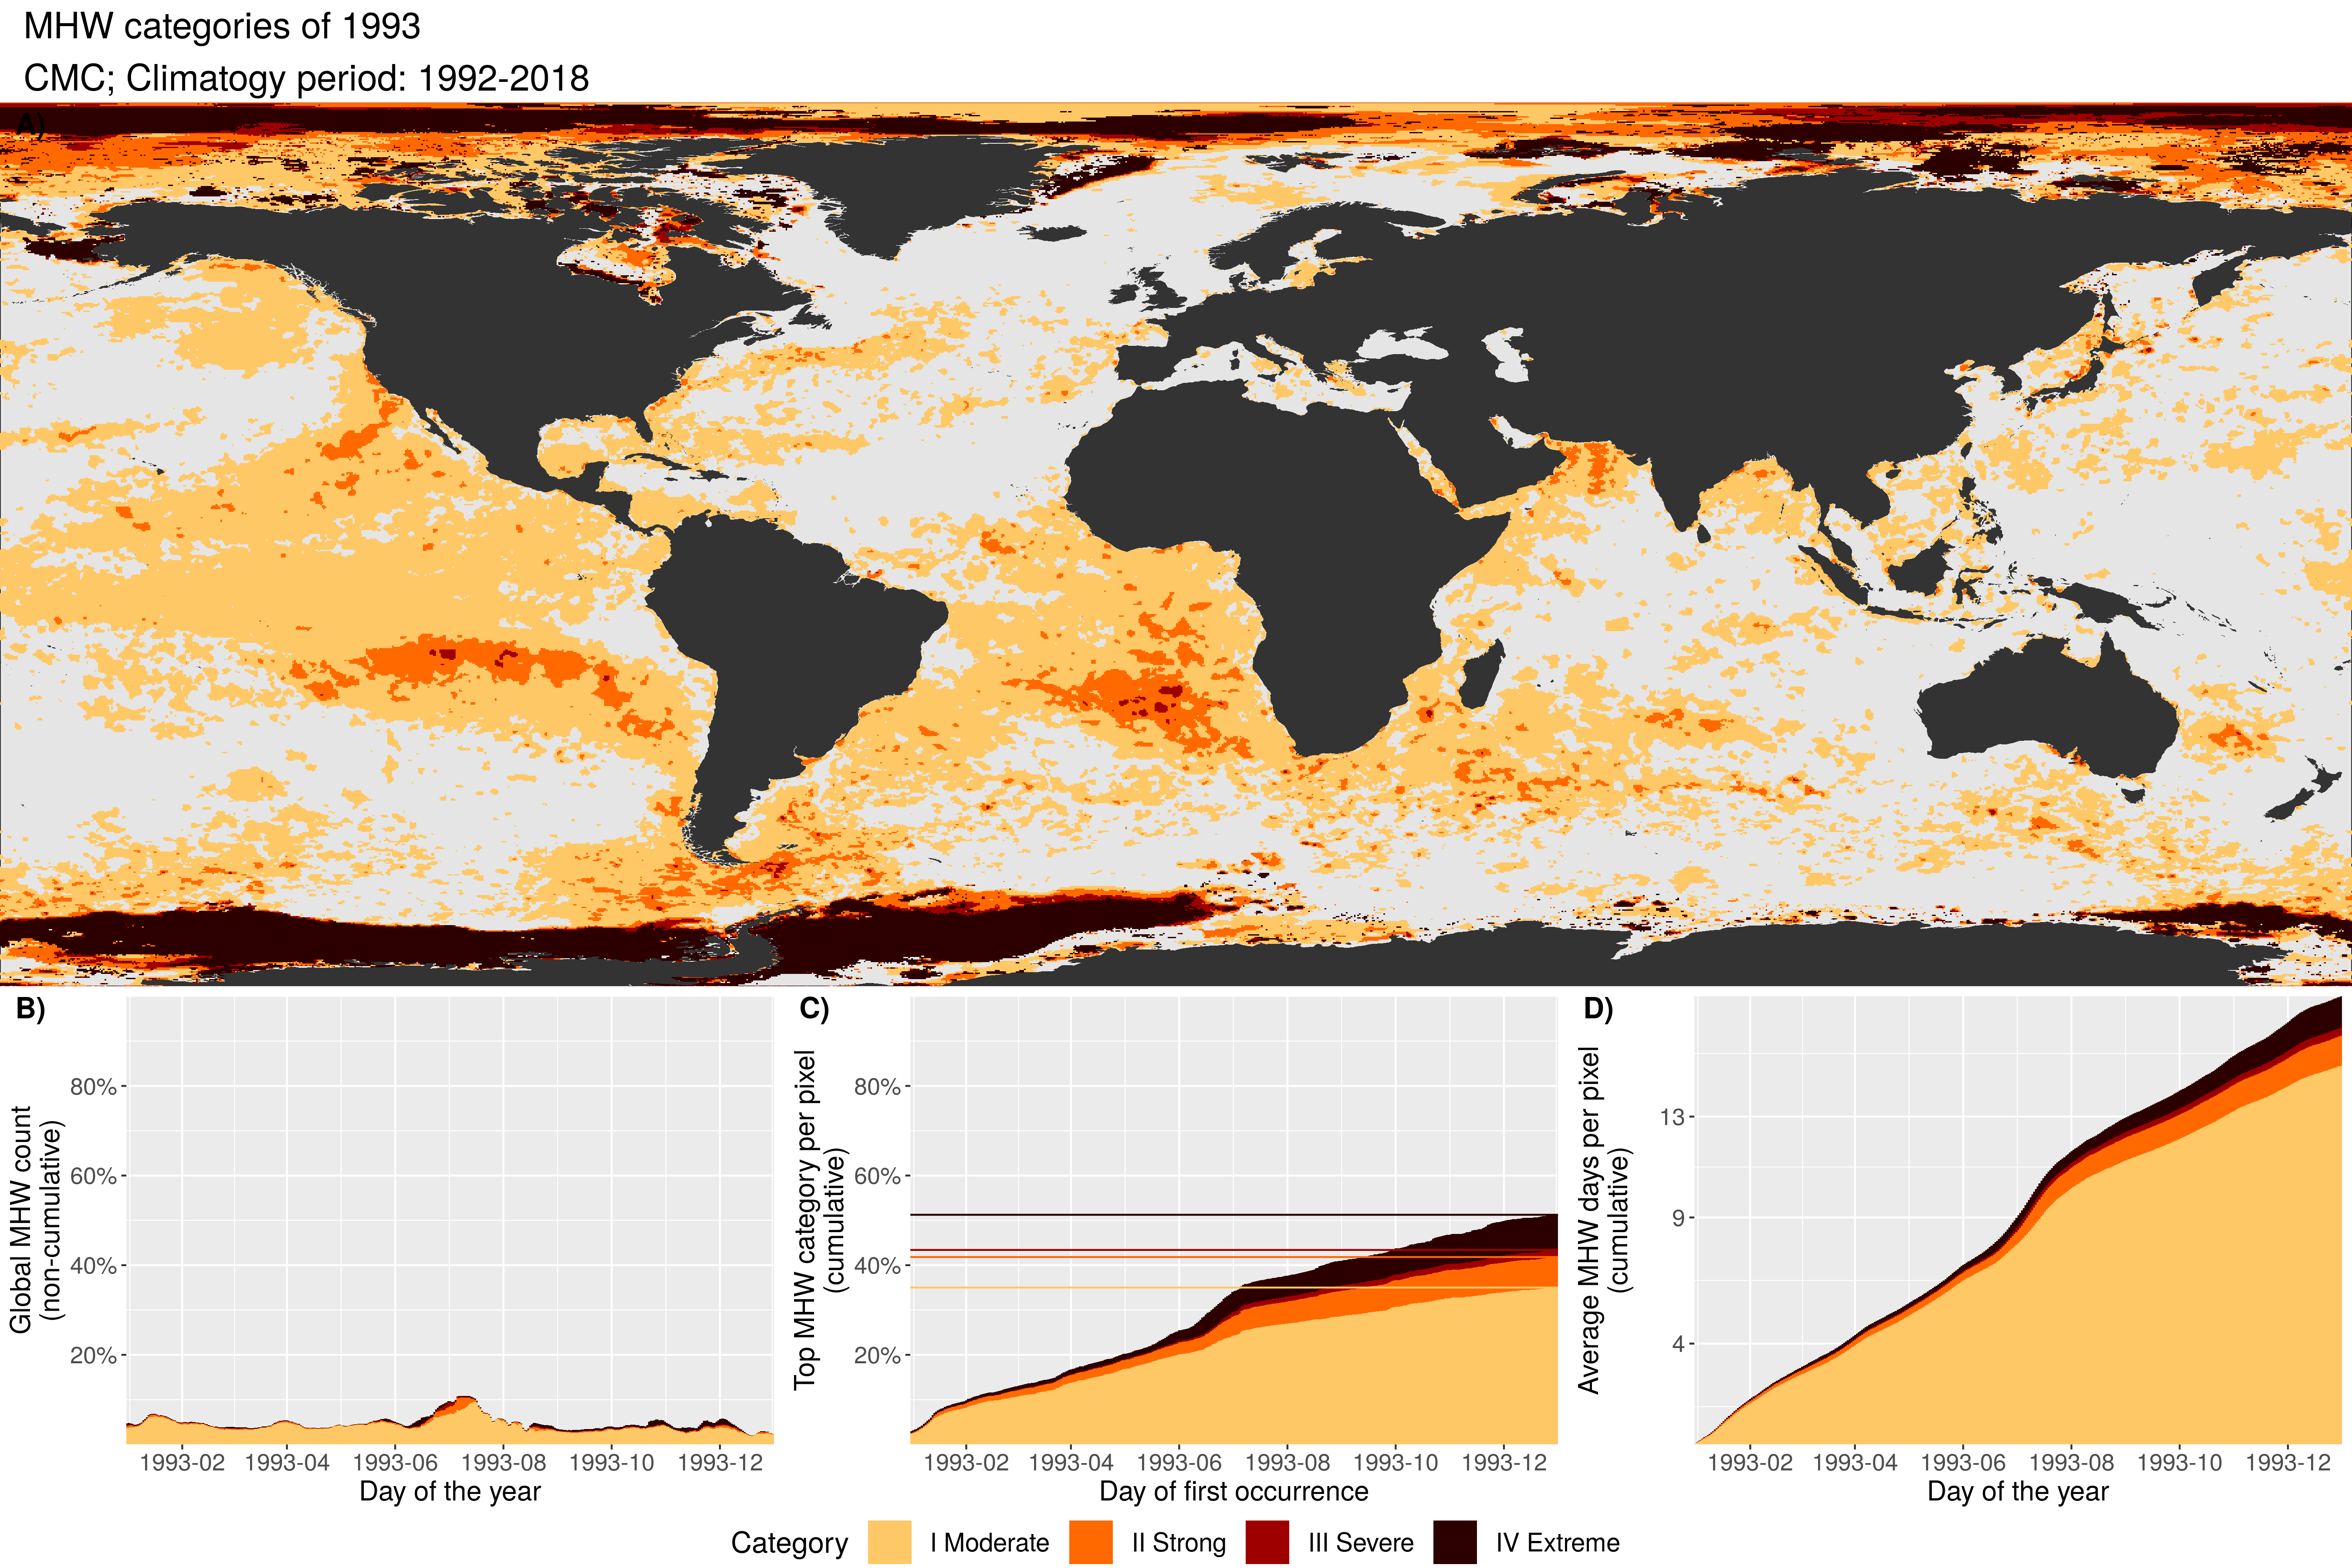 MHW categories of 1993
CMC; Climatogy period: 1992-2018
A)
B)
Global MHW count
(non-cumulative)
80%
60%
40%
20%
1993-02 1993-04 1993-06 1993-08 1993-10 1993-12
Day of the year
C)
Top MHW category per pixel
(cumulative)
80%
60%
40%
20%
1993-02 1993-04 1993-06 1993-08 1993-10 1993-12
Day of first occurrence
D)
Average MHW days per pixel
(cumulative)
13
9
4
1993-02 1993-04 1993-06 1993-08 1993-10 1993-12
Day of the year
Category I Moderate II Strong III Severe IV Extreme